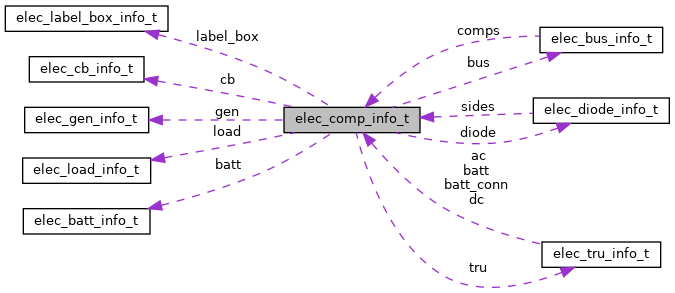 elec_label_box_info_t
label_box
comps
elec_bus_info_t
elec_cb_info_t
cb
bus
elec_gen_info_t
gen
elec_comp_info_t
sides
elec_diode_info_t
load
diode
elec_load_info_t
batt
ac
batt
batt_conn
dc
elec_batt_info_t
elec_tru_info_t
tru